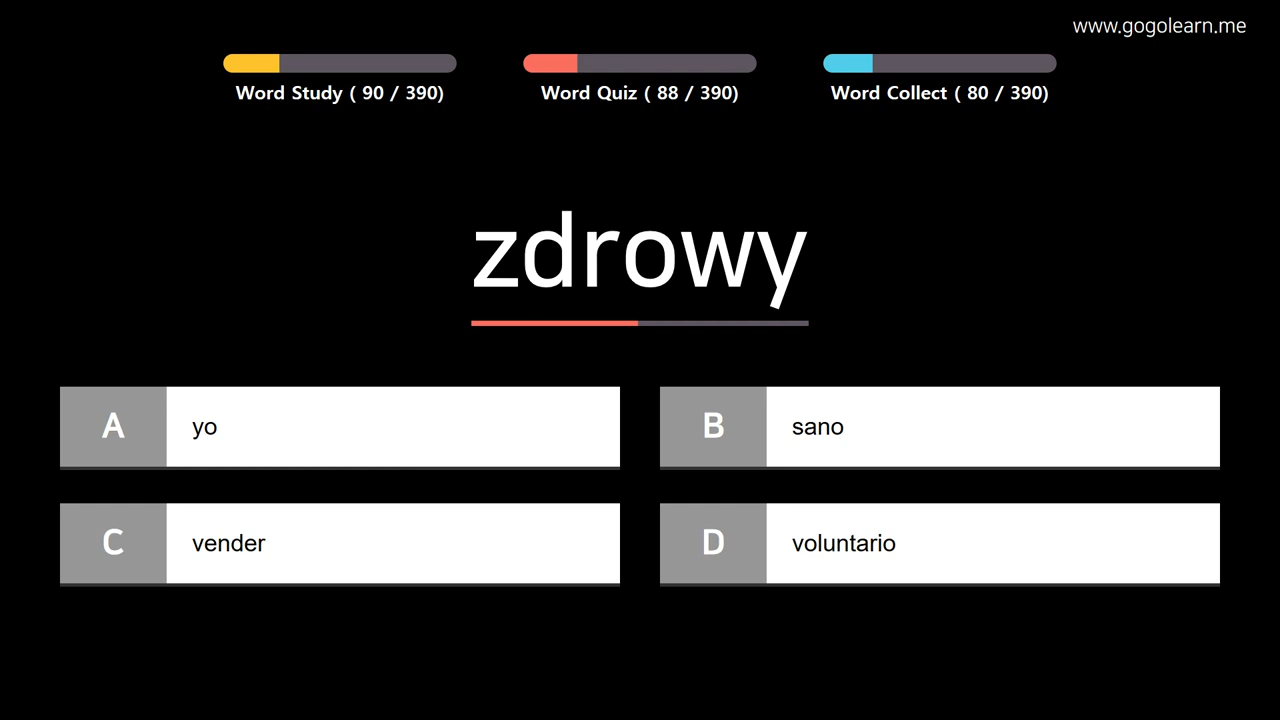 www.gogolearn.me
Word Study ( 90 / 390)
Word Quiz ( 88 / 390)
Word Collect ( 80 / 390)
zdrowy
A yo
B sano
C vender
D voluntario